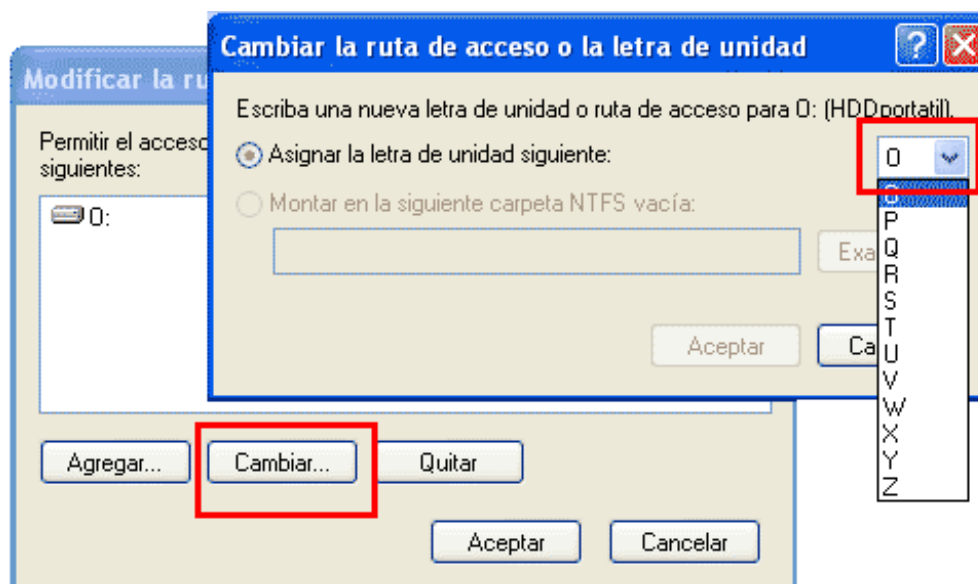 Cambiar la ruta de acceso o la letra de unidad
Modificar la ru
Escriba una nueva letra de unidad o ruta de acceso para O: (HDDportatil).
Permitir el acceso
siguientes:
Asignar la letra de unidad siguiente:
O
O:
Montar en la siguiente carpeta NTFS vacía:
Exa
O
P
Q
R
S
T
U
V
W
X
Y
Z
Aceptar
Ca
Agregar...
Cambiar...
Quitar
Aceptar
Cancelar